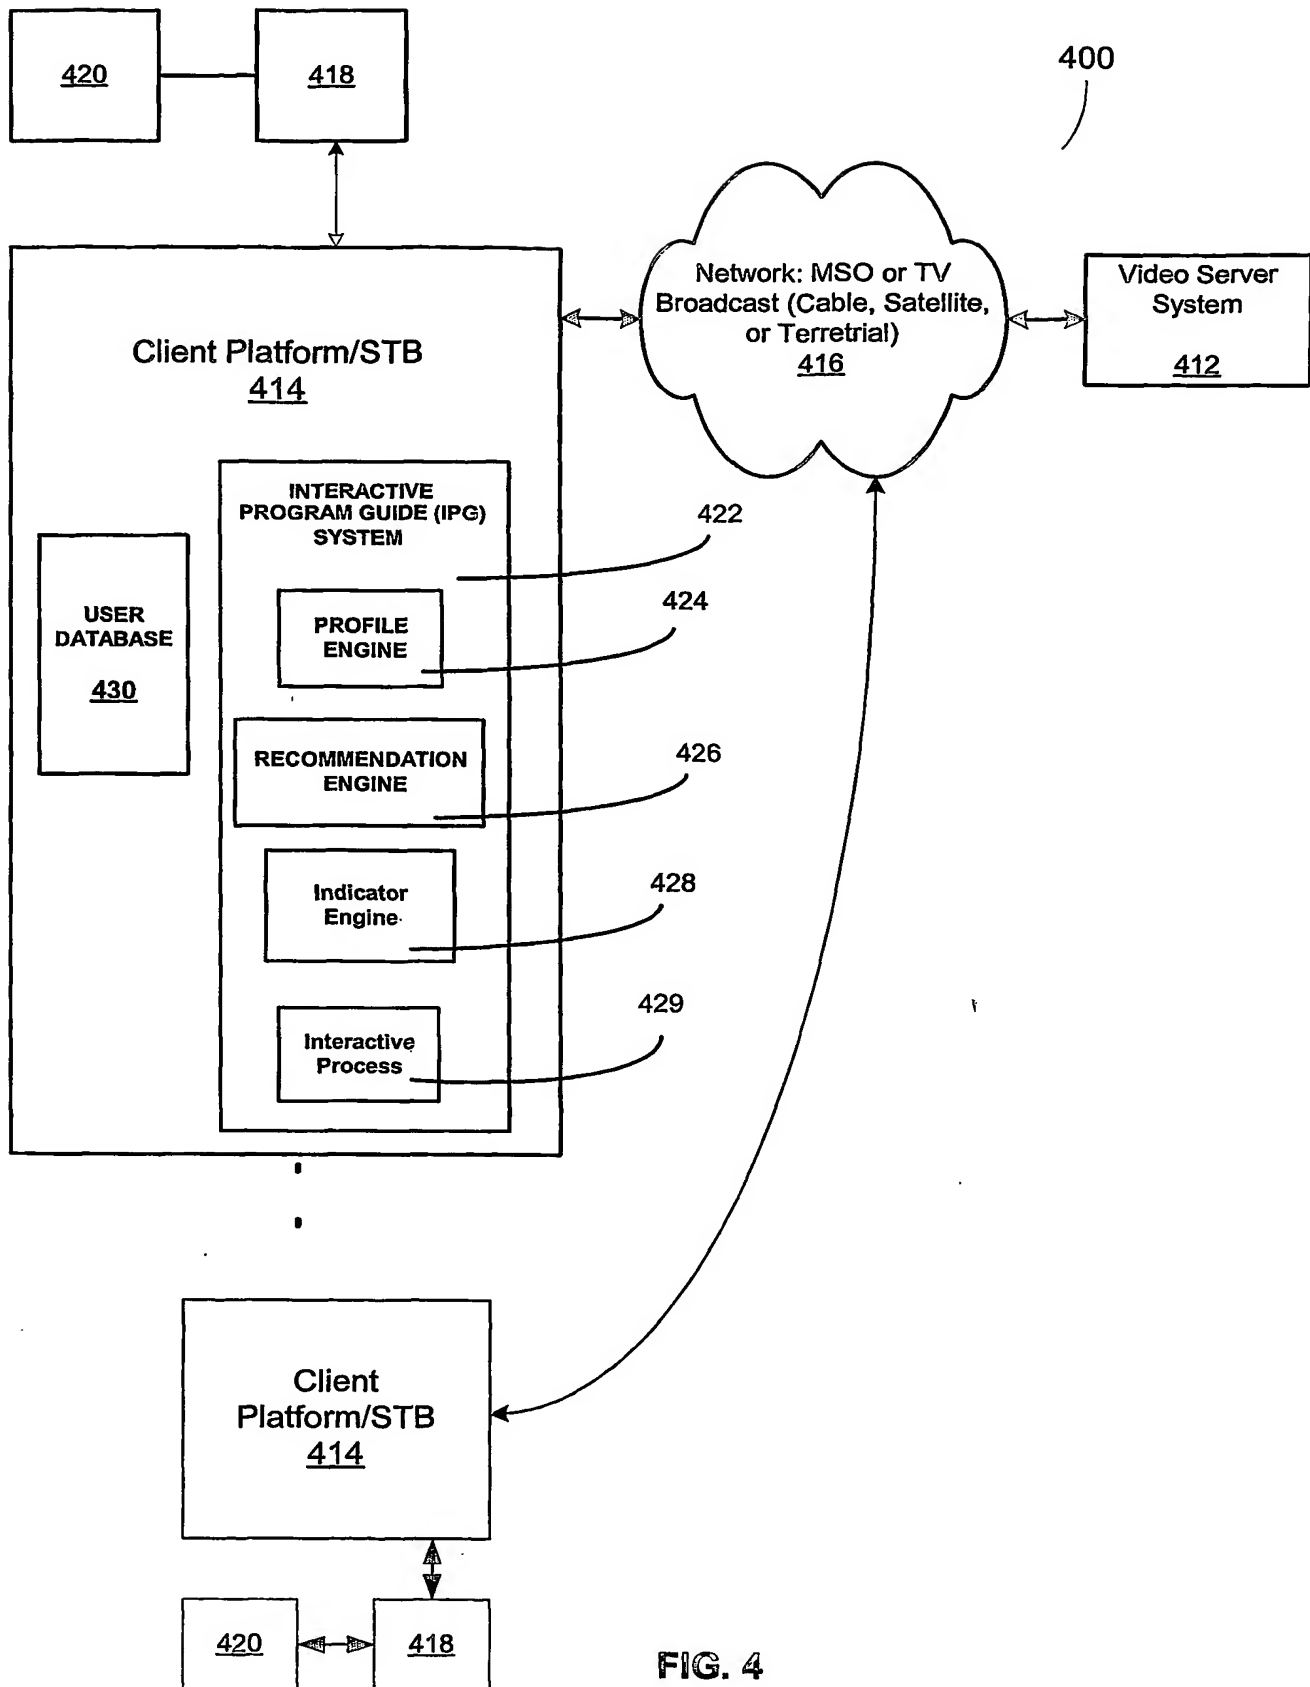 420
418
400
Network: MSO or TV
Broadcast (Cable, Satellite,
or Terretrial)
416
Video Server
System
412
Client Platform/STB
414
INTERACTIVE
PROGRAM GUIDE (IPG)
SYSTEM
422
USER
DATABASE
430
PROFILE
ENGINE
424
RECOMMENDATION
ENGINE
426
Indicator
Engine
428
Interactive
Process
429
Client
Platform/STB
414
420
418
FIG. 4